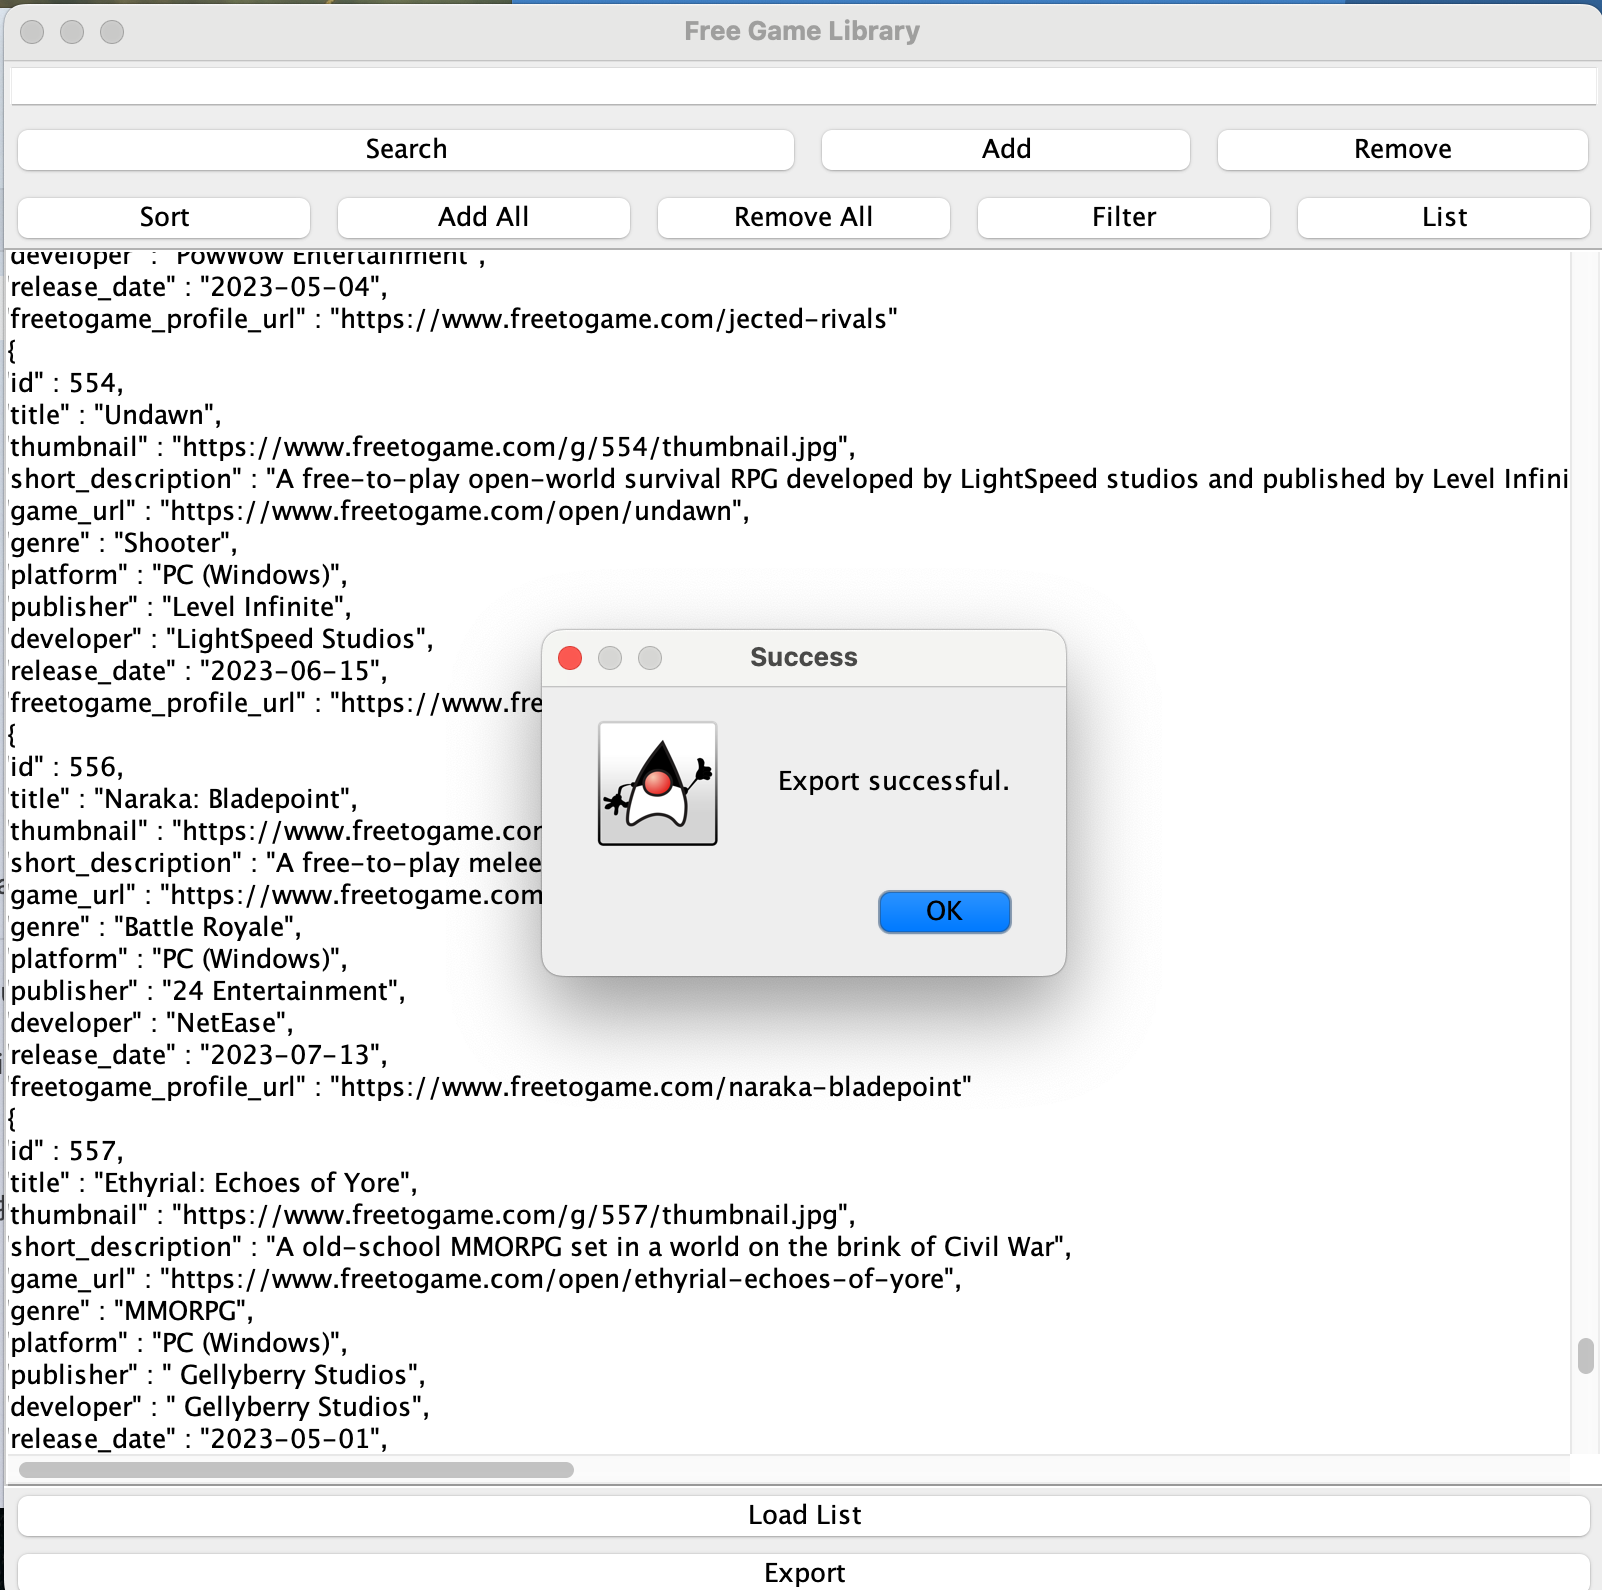 Free Game Library
Search
Add
Remove
Sort
Add All
Remove All
Filter
List
developer" : "PowWow Entertainment",
"release_date" : "2023-05-04",
"freetogame_profile_url" : "https://www.freetogame.com/jected-rivals"
{
"id" : 554,
"title" : "Undawn",
"thumbnail" : "https://www.freetogame.com/g/554/thumbnail.jpg",
"short_description" : "A free-to-play open-world survival RPG developed by LightSpeed studios and published by Level Infini
"game_url" : "https://www.freetogame.com/open/undawn",
"genre" : "Shooter",
"platform" : "PC (Windows)",
"publisher" : "Level Infinite",
"developer" : "LightSpeed Studios",
"release_date" : "2023-06-15",
"freetogame_profile_url" : "https://www.fre
{
"id" : 556,
"title" : "Naraka: Bladepoint",
"thumbnail" : "https://www.freetogame.cor
"short_description" : "A free-to-play melee
"game_url" : "https://www.freetogame.com
"genre" : "Battle Royale",
"platform" : "PC (Windows)",
"publisher" : "24 Entertainment",
"developer" : "NetEase",
"release_date" : "2023-07-13",
"freetogame_profile_url" : "https://www.freetogame.com/naraka-bladepoint"
{
"id" : 557,
"title" : "Ethyrial: Echoes of Yore",
"thumbnail" : "https://www.freetogame.com/g/557/thumbnail.jpg",
"short_description" : "A old-school MMORPG set in a world on the brink of Civil War",
"game_url" : "https://www.freetogame.com/open/ethyrial-echoes-of-yore",
"genre" : "MMORPG",
"platform" : "PC (Windows)",
"publisher" : " Gellyberry Studios",
"developer" : " Gellyberry Studios",
"release_date" : "2023-05-01",
Success
Export successful.
OK
Load List
Export